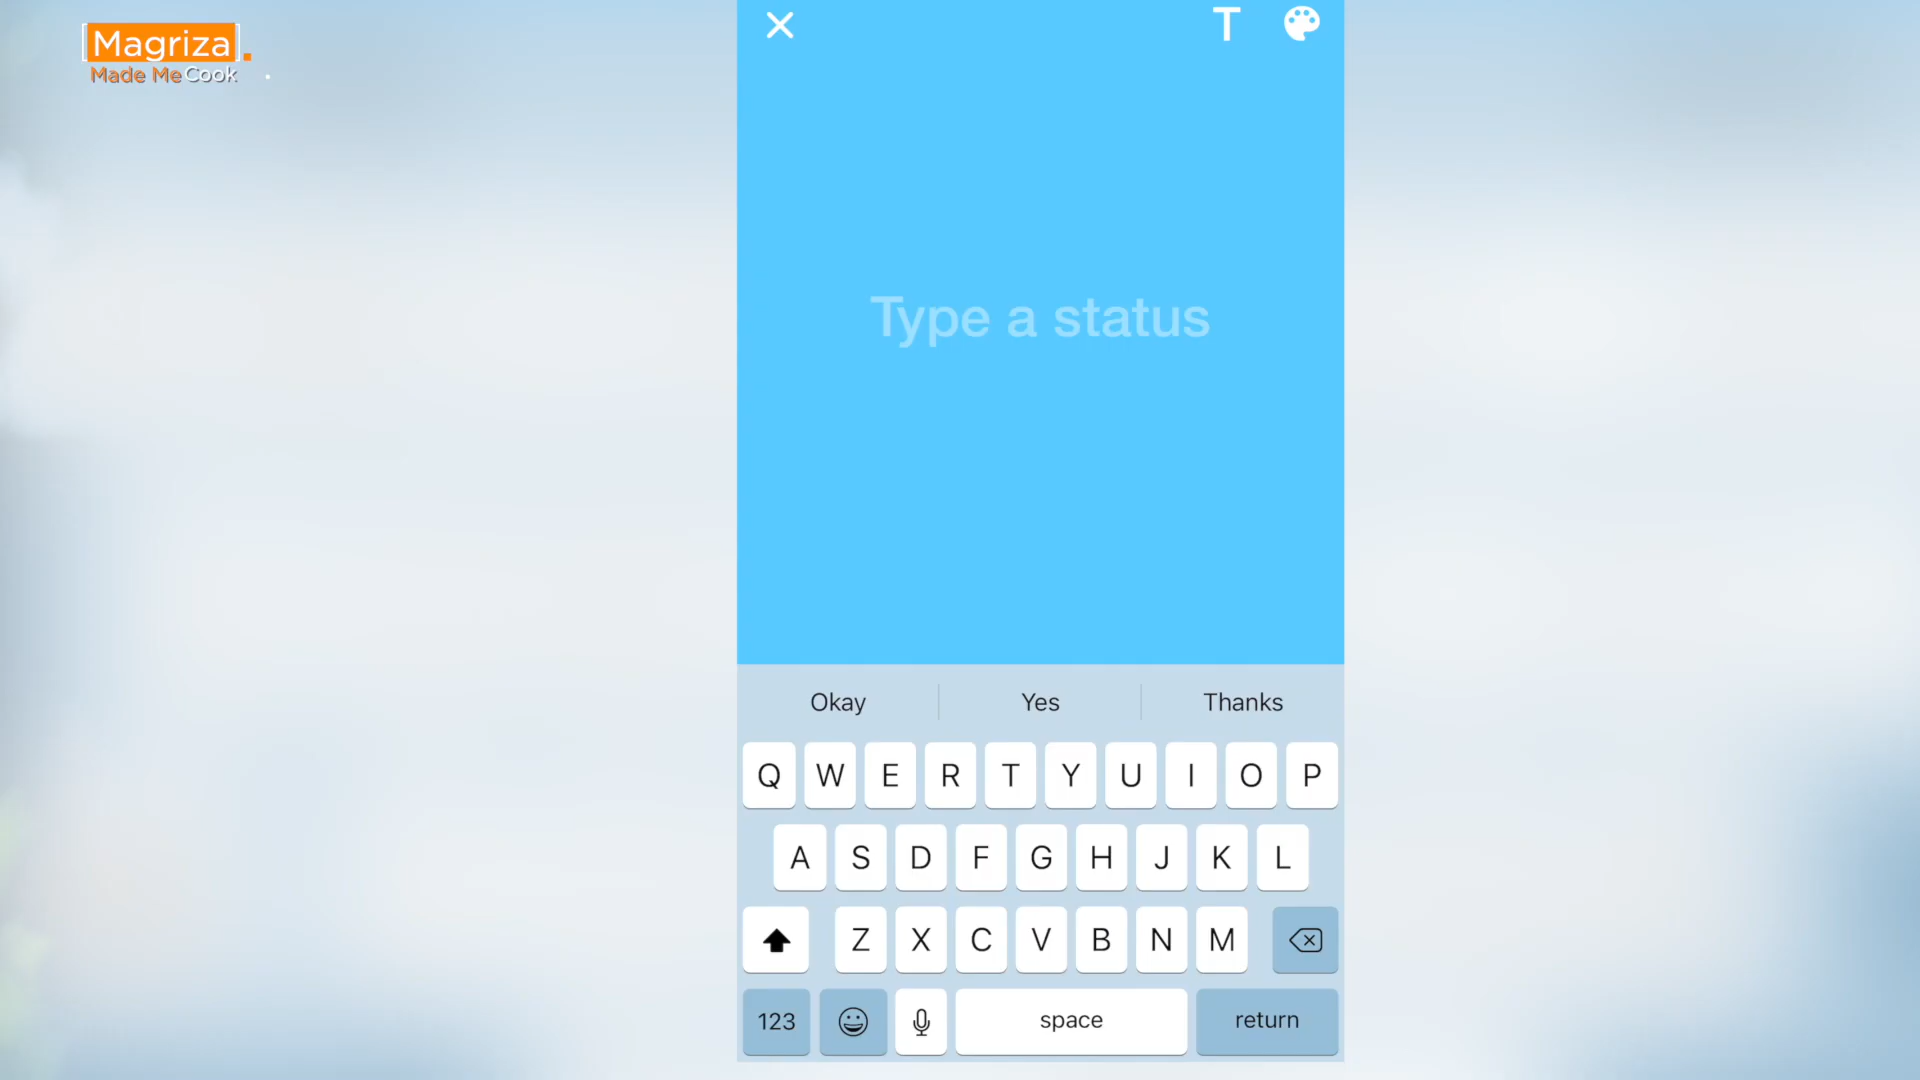 Magriza
Made Me Cook
T
Type a status
Okay Yes Thanks
Q W E R T Y U I O P
A S D F G H J K L
Z X C V B N M
123 space return